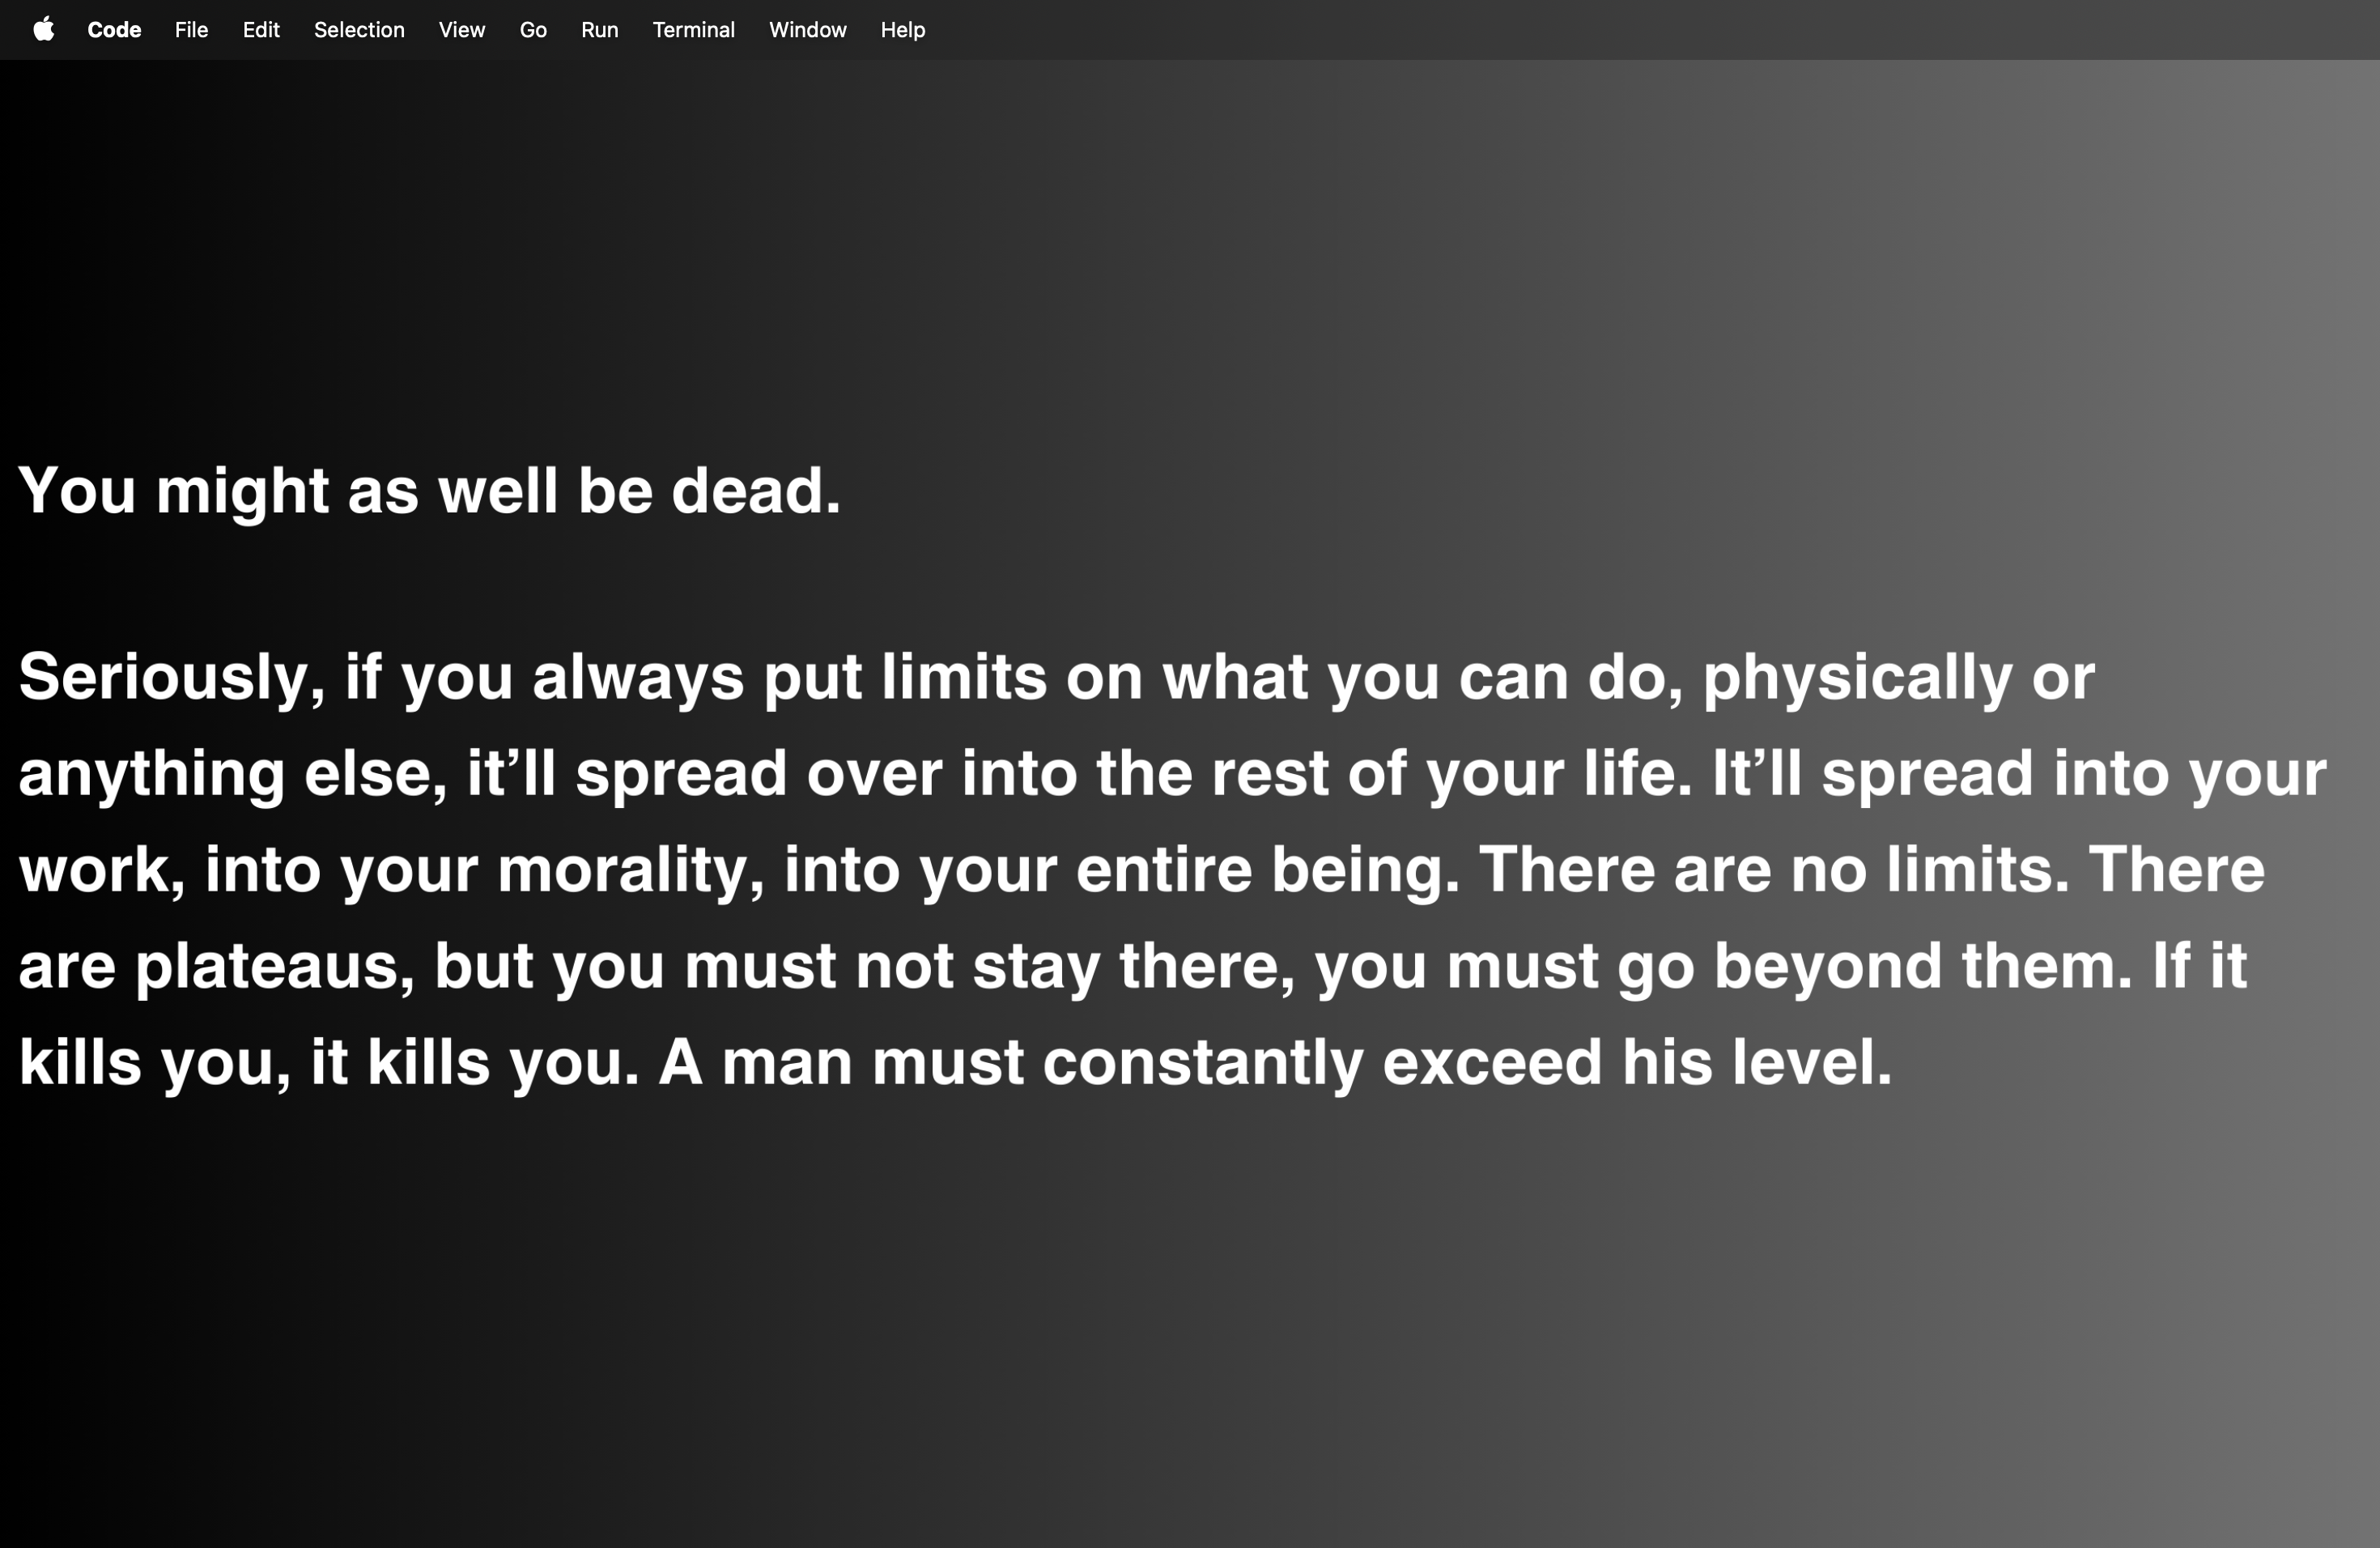 Code File Edit Selection View Go Run Terminal Window Help
You might as well be dead.
Seriously, if you always put limits on what you can do, physically or
anything else, it’ll spread over into the rest of your life. It’ll spread into your
work, into your morality, into your entire being. There are no limits. There
are plateaus, but you must not stay there, you must go beyond them. If it
kills you, it kills you. A man must constantly exceed his level.